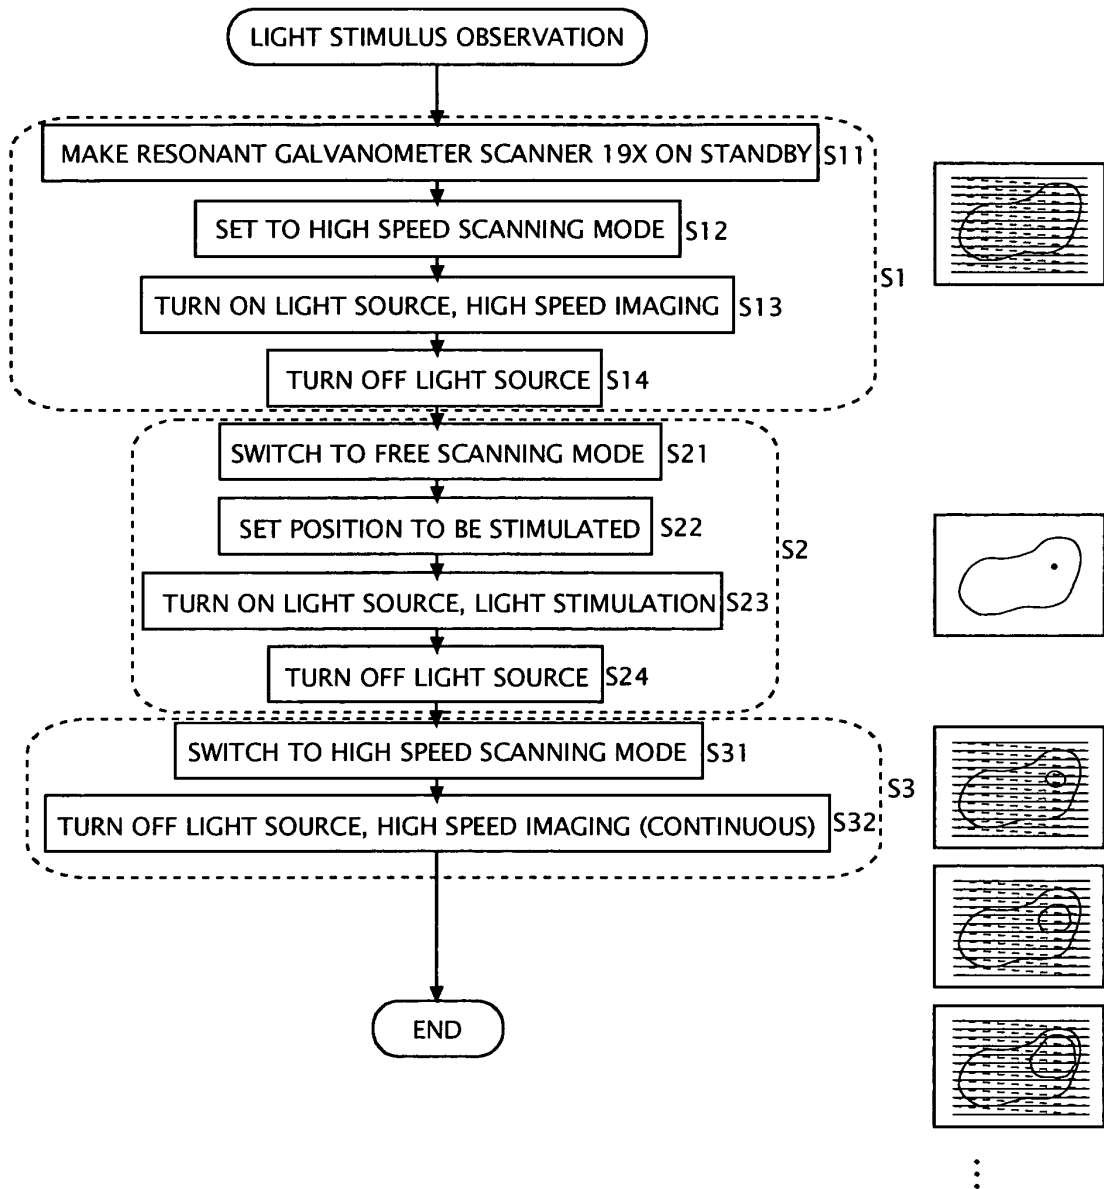 LIGHT STIMULUS OBSERVATION
MAKE RESONANT GALVANOMETER SCANNER 19X ON STANDBY S11
SET TO HIGH SPEED SCANNING MODE S12
S1
TURN ON LIGHT SOURCE, HIGH SPEED IMAGING S13
TURN OFF LIGHT SOURCE S14
SWITCH TO FREE SCANNING MODE S21
SET POSITION TO BE STIMULATED S22
S2
TURN ON LIGHT SOURCE, LIGHT STIMULATION S23
TURN OFF LIGHT SOURCE S24
SWITCH TO HIGH SPEED SCANNING MODE S31
S3
TURN OFF LIGHT SOURCE, HIGH SPEED IMAGING (CONTINUOUS) S32
END